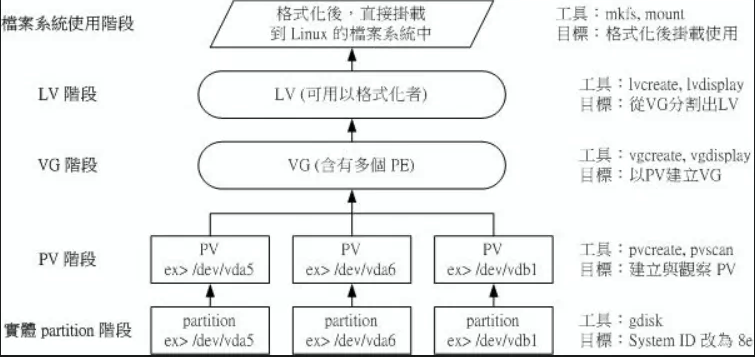 檔案系統使用階段
格式化後，直接掛載
到 Linux 的檔案系統中
工具：mkfs, mount
目標：格式化後掛載使用
LV 階段
LV (可用以格式化者)
工具：lvcreate, lvdisplay
目標：從VG分割出LV
VG 階段
VG (含有多個 PE)
工具：vgcreate, vgdisplay
目標：以PV建立VG
PV 階段
PV
ex> /dev/vda5
PV
ex> /dev/vda6
PV
ex> /dev/vdb1
工具：pvcreate, pvscan
目標：建立與觀察 PV
實體 partition 階段
partition
ex> /dev/vda5
partition
ex> /dev/vda6
partition
ex> /dev/vdb1
工具：gdisk
目標：System ID 改為 8e